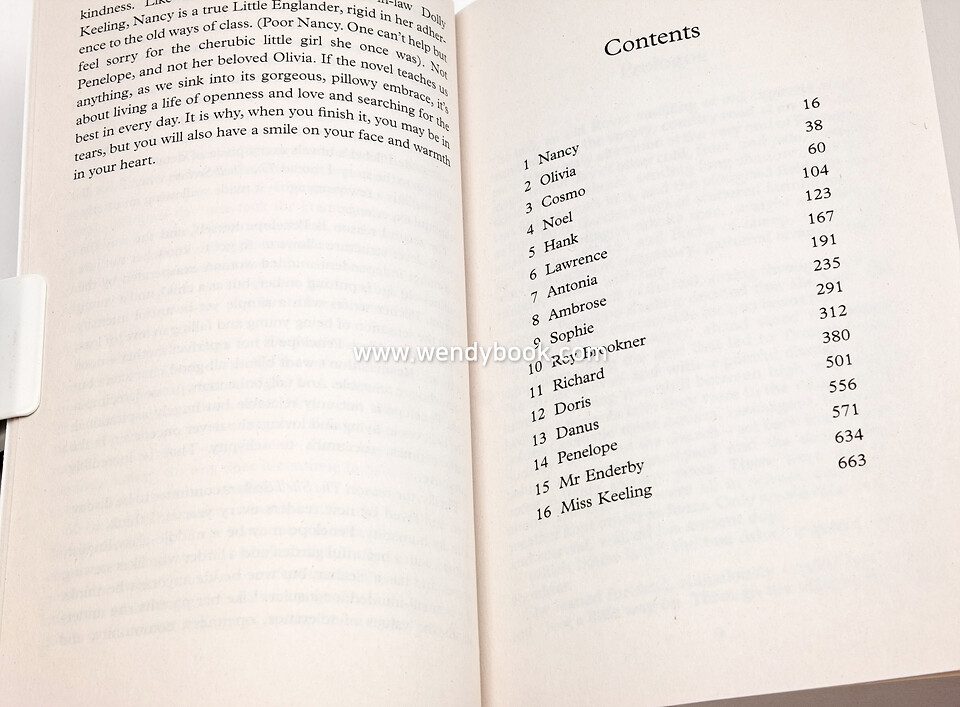 kindness. Like in-law Dolly
Keeling, Nancy is a true Little Englander, rigid in her adher-
ence to the old ways of class. (Poor Nancy. One can't help but
feel sorry for the cherubic little girl she once was). Not
Penelope, and not her beloved Olivia. If the novel teaches us
anything, as we sink into its gorgeous, pillowy embrace, it's
about living a life of openness and love and searching for the
best in every day. It is why, when you finish it, you may be in
tears, but you will also have a smile on your face and warmth
in your heart.
Contents
1 Nancy 16
2 Olivia 38
3 Cosmo 60
4 Noel 104
5 Hank 123
6 Lawrence 167
7 Antonia 191
8 Ambrose 235
9 Sophie 291
10 Roy Brookner 312
11 Richard 380
12 Doris 501
13 Danus 556
14 Penelope 571
15 Mr Enderby 634
16 Miss Keeling 663
www.wendybook.com